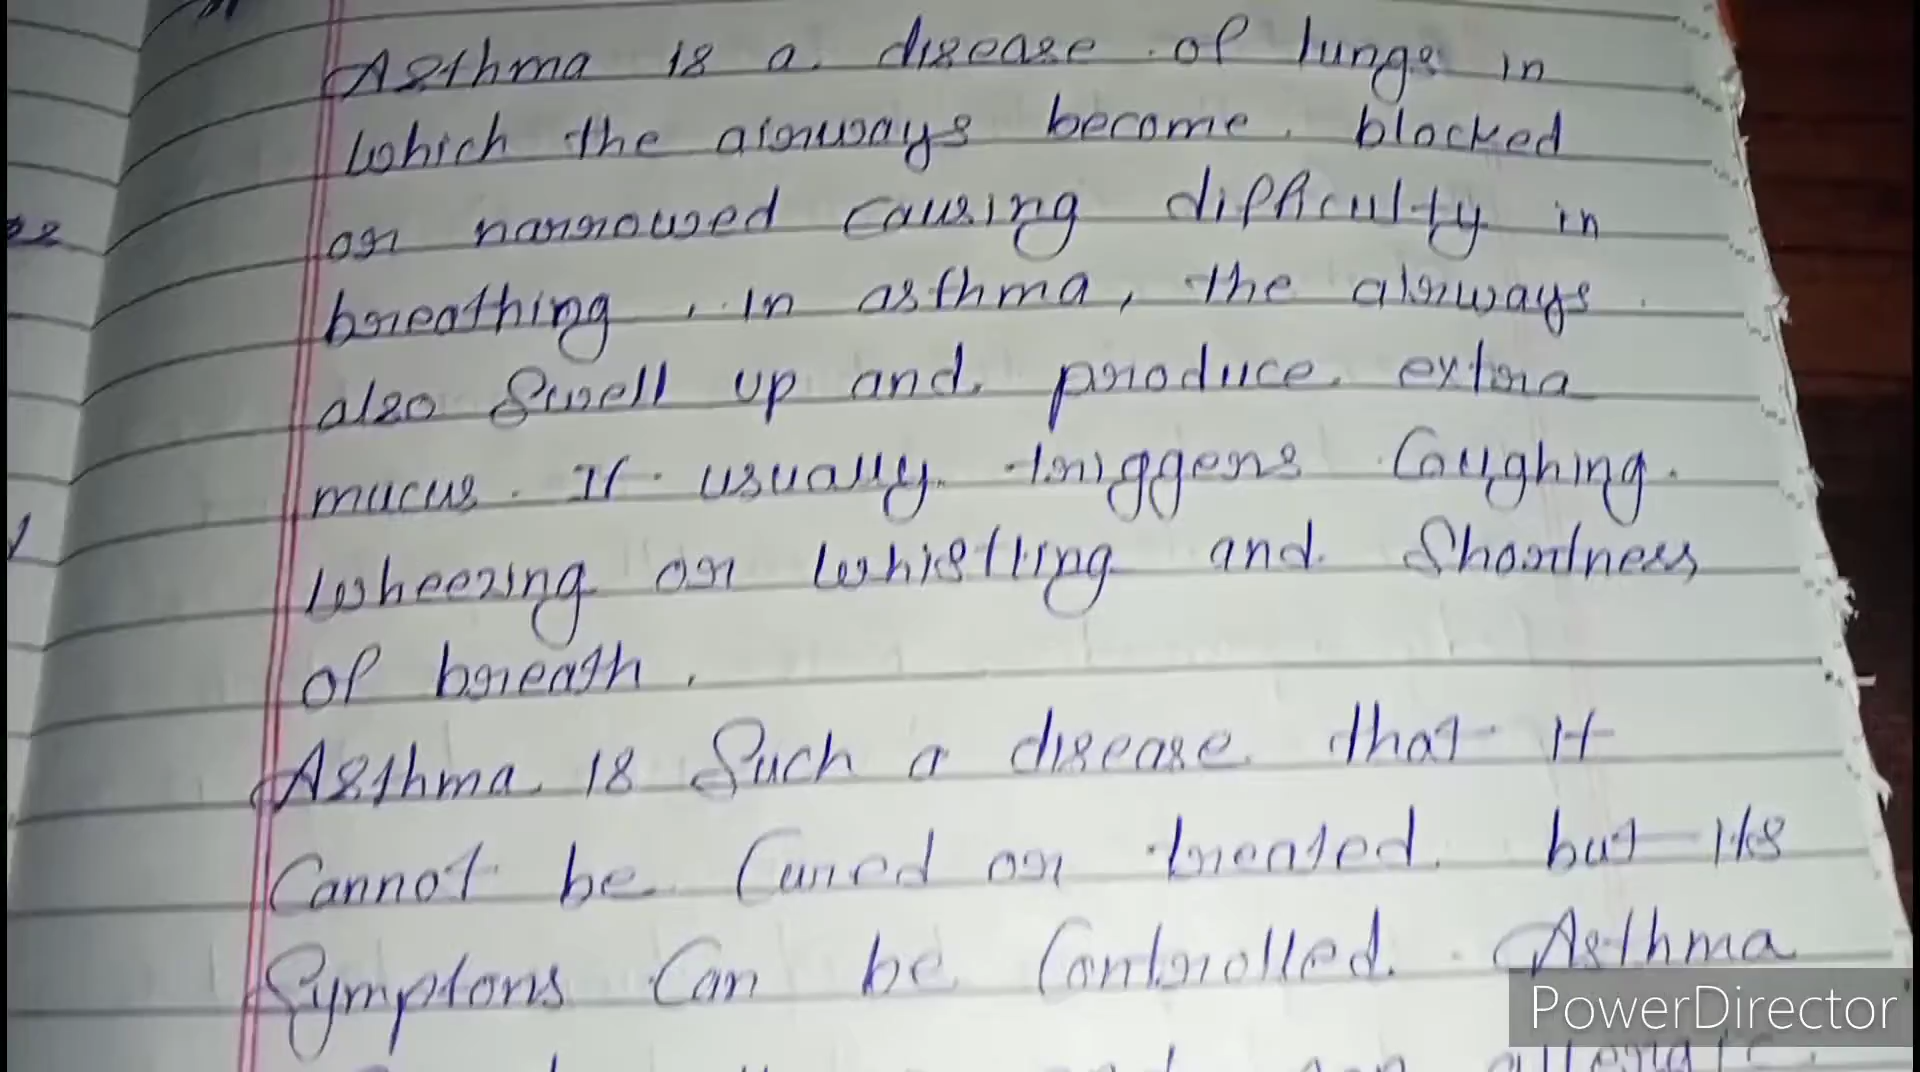 Asthma is a disease of lungs in
which the airways become blocked
or narrowed causing difficulty in
breathing, in asthma, the airways
also swell up and produce extra
mucus. It usually triggers Coughing.
wheezing or whistling and Shortness
of breath.
Asthma is Such a disease that it
Cannot be Cured or treated but its
Symptons Can be Controlled. Asthma
PowerDirector